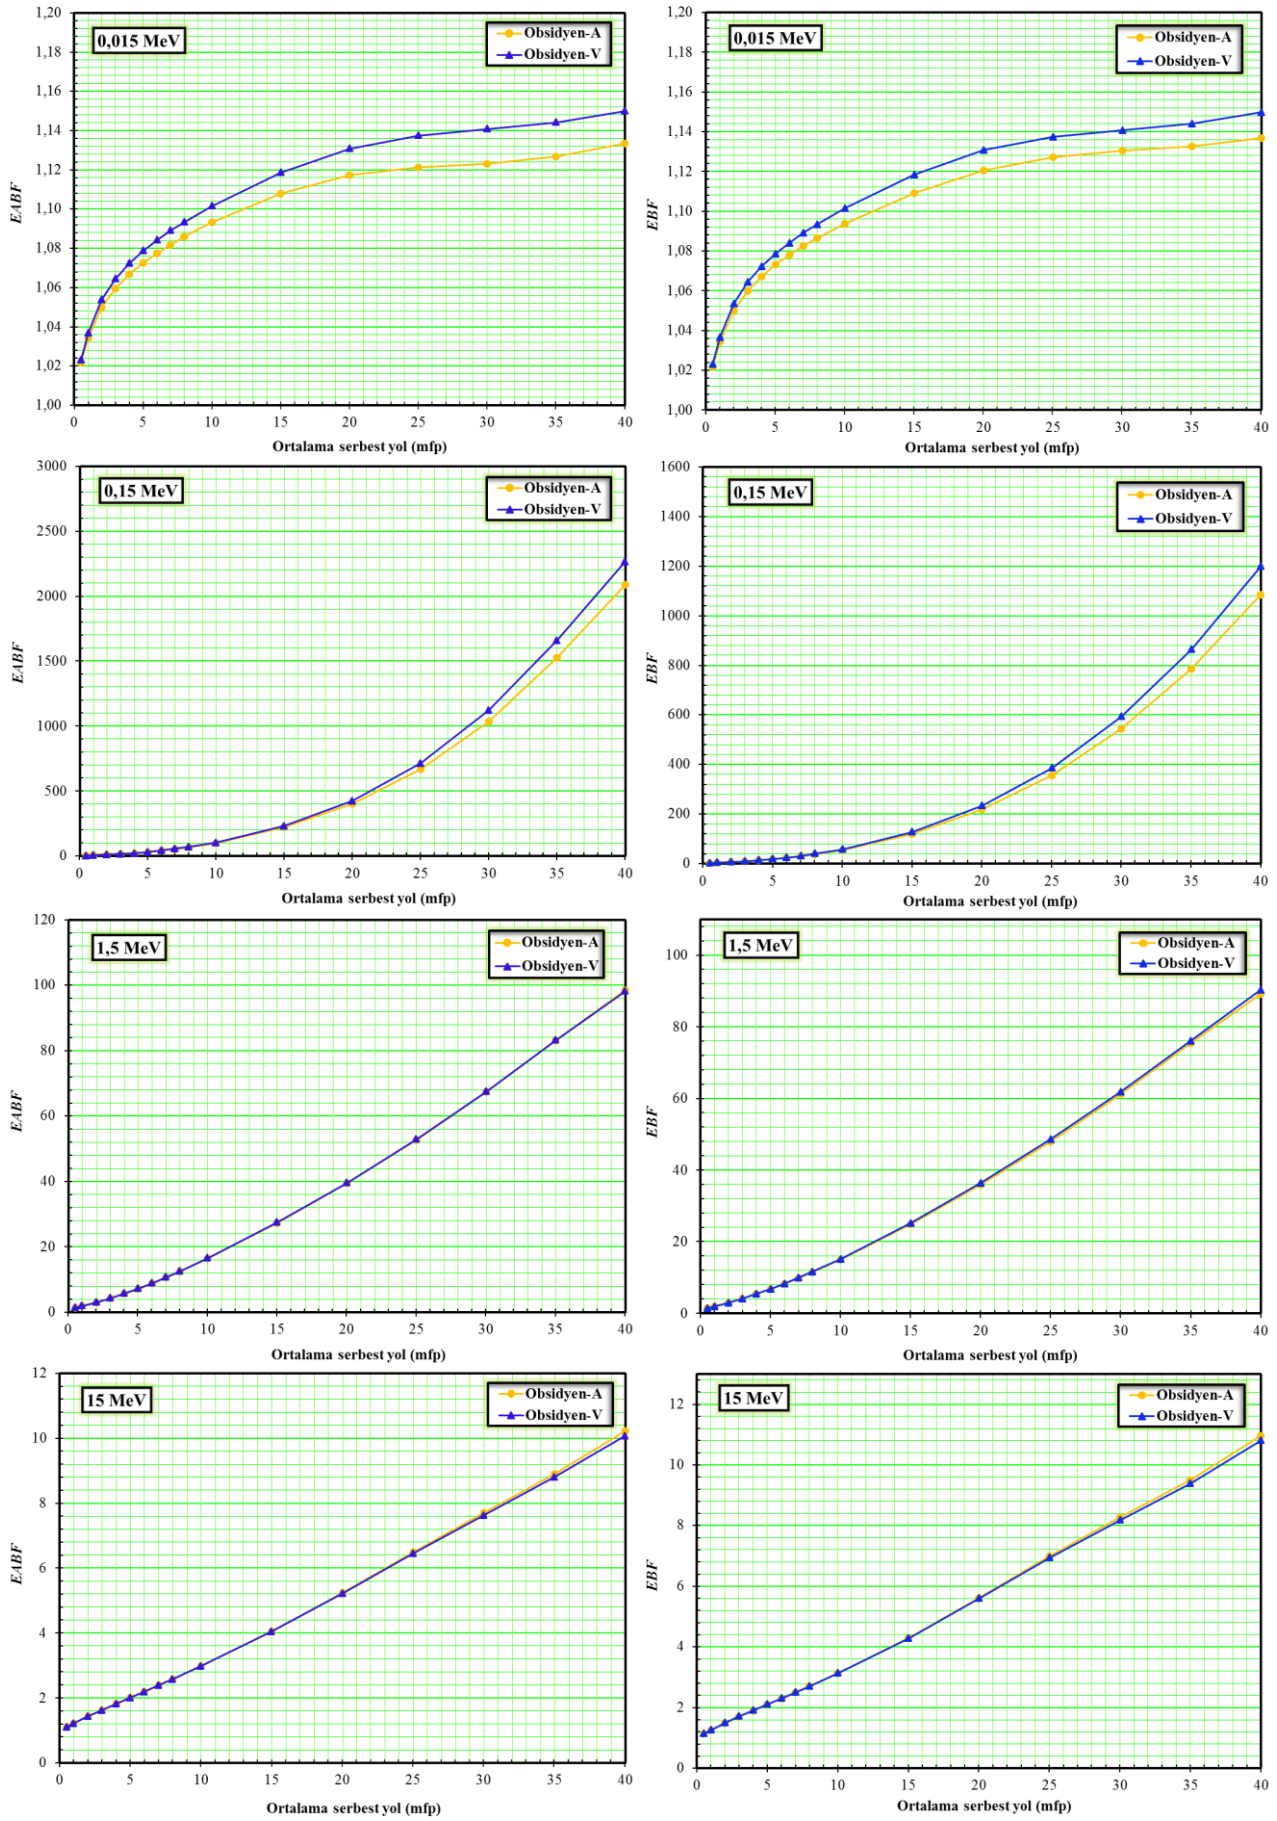 0,015 MeV
Obsidyen-A
Obsidyen-V
EABF
1,20
1,18
1,16
1,14
1,12
1,10
1,08
1,06
1,04
1,02
1,00
0 5 10 15 20 25 30 35 40
Ortalama serbest yol (mfp)
0,015 MeV
Obsidyen-A
Obsidyen-V
EBF
1,20
1,18
1,16
1,14
1,12
1,10
1,08
1,06
1,04
1,02
1,00
0 5 10 15 20 25 30 35 40
Ortalama serbest yol (mfp)
0,15 MeV
Obsidyen-A
Obsidyen-V
EABF
3000
2500
2000
1500
1000
500
0
0 5 10 15 20 25 30 35 40
Ortalama serbest yol (mfp)
0,15 MeV
Obsidyen-A
Obsidyen-V
EBF
1600
1400
1200
1000
800
600
400
200
0
0 5 10 15 20 25 30 35 40
Ortalama serbest yol (mfp)
1,5 MeV
Obsidyen-A
Obsidyen-V
EABF
120
100
80
60
40
20
0
0 5 10 15 20 25 30 35 40
Ortalama serbest yol (mfp)
1,5 MeV
Obsidyen-A
Obsidyen-V
EBF
100
80
60
40
20
0
0 5 10 15 20 25 30 35 40
Ortalama serbest yol (mfp)
15 MeV
Obsidyen-A
Obsidyen-V
EABF
12
10
8
6
4
2
0
0 5 10 15 20 25 30 35 40
Ortalama serbest yol (mfp)
15 MeV
Obsidyen-A
Obsidyen-V
EBF
12
10
8
6
4
2
0
0 5 10 15 20 25 30 35 40
Ortalama serbest yol (mfp)